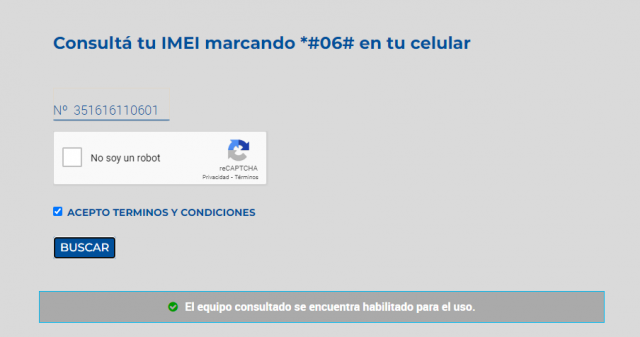 Consultá tu IMEI marcando *#06# en tu celular
Nº 351616110601
No soy un robot
reCAPTCHA
Privacidad - Términos
ACEPTO TERMINOS Y CONDICIONES
BUSCAR
El equipo consultado se encuentra habilitado para el uso.